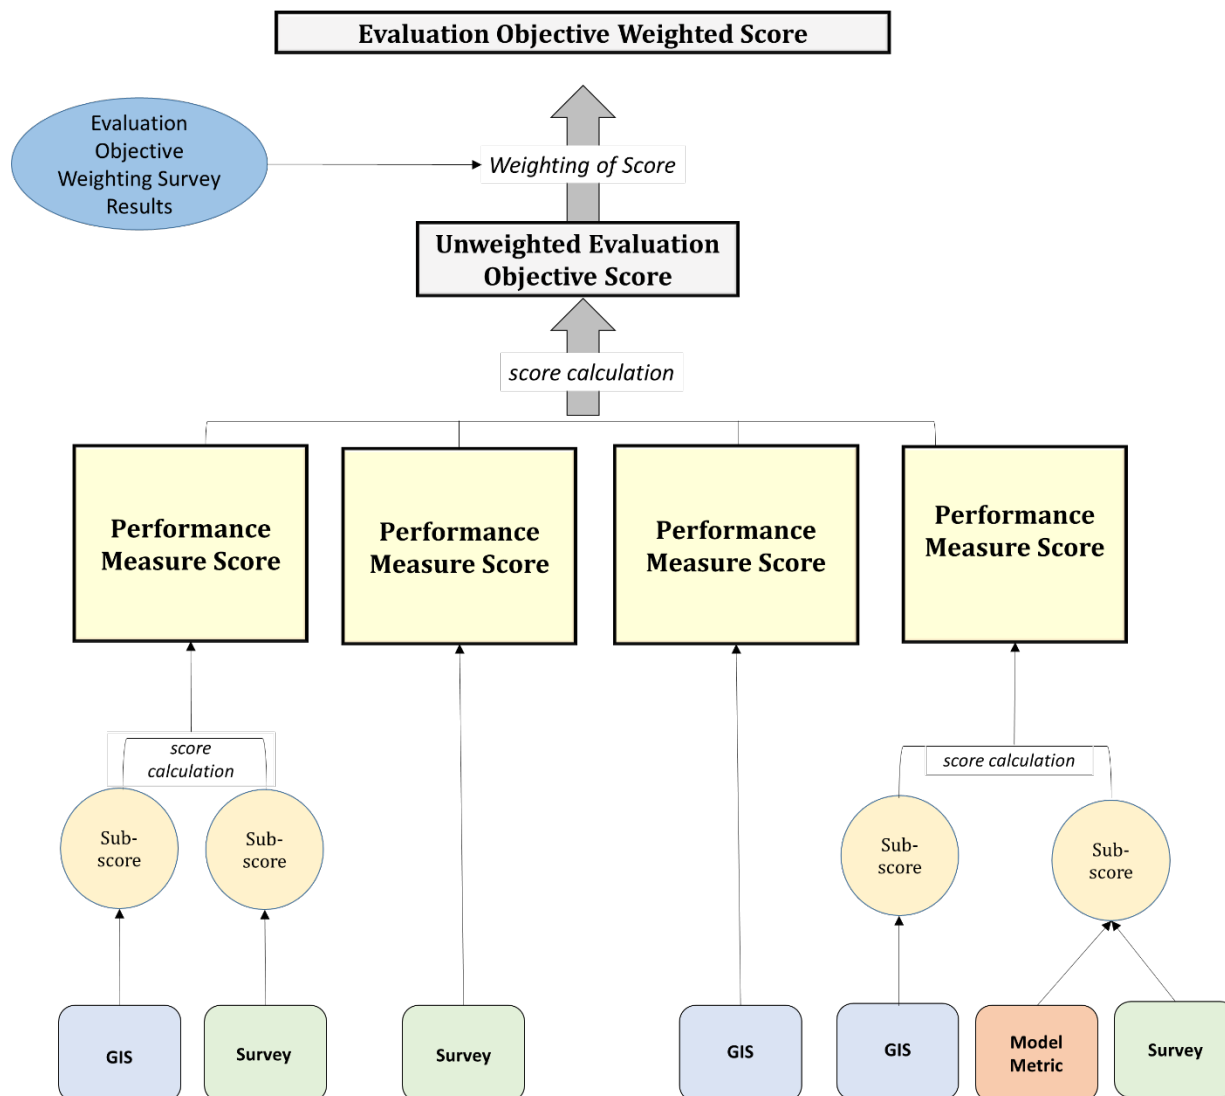 Evaluation Objective Weighted Score
Evaluation
Objective
Weighting Survey
Results
Weighting of Score
Unweighted Evaluation
Objective Score
score calculation
Performance
Measure Score
Performance
Measure Score
Performance
Measure Score
Performance
Measure Score
score
calculation
score calculation
Sub-
score
Sub-
score
Sub-
score
Sub-
score
GIS
Survey
Survey
GIS
GIS
Model
Metric
Survey